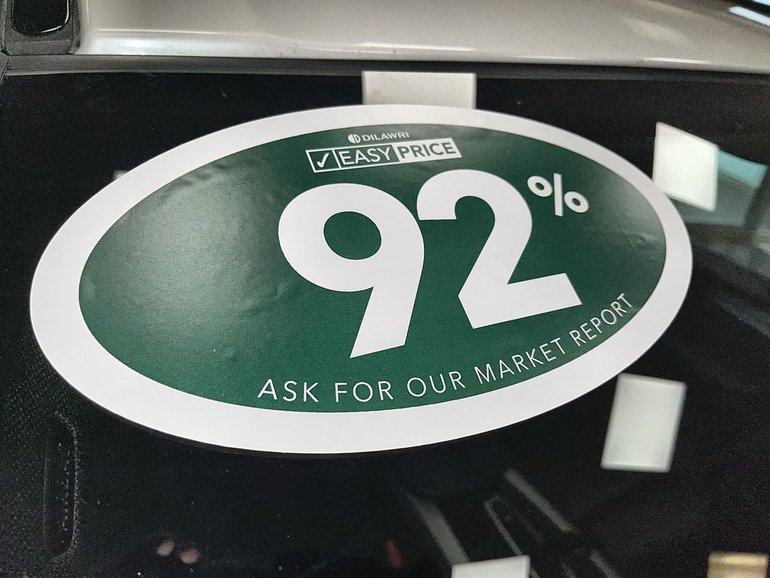 DILAWRI
EASY PRICE
92%
ASK FOR OUR MARKET REPORT